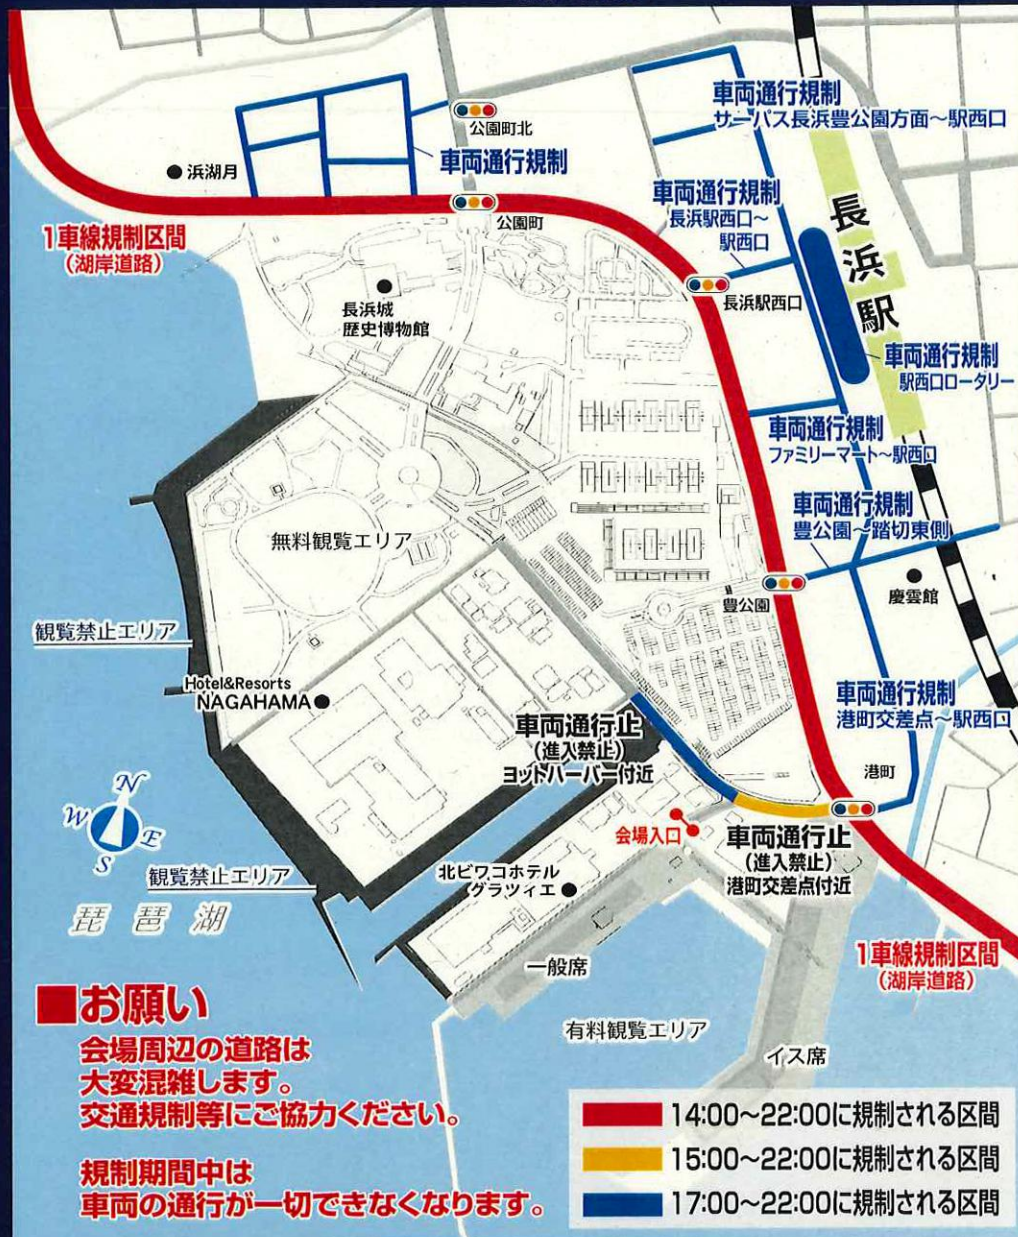 車両通行規制
サーパス長浜豊公園方面～駅西口
公園町北
車両通行規制
浜湖月
車両通行規制
長浜駅西口～
駅西口
長浜駅
公園町
1車線規制区間
(湖岸道路)
長浜駅西口
長浜城
歴史博物館
車両通行規制
駅西口ロータリー
車両通行規制
ファミリーマート～駅西口
車両通行規制
豊公園～踏切東側
無料観覧エリア
慶雲館
豊公園
観覧禁止エリア
Hotel&Resorts
NAGAHAMA
車両通行規制
港町交差点～駅西口
車両通行止
(進入禁止)
ヨットハーバー付近
港町
N
W
E
S
会場入口
車両通行止
(進入禁止)
港町交差点付近
観覧禁止エリア
北ビワコホテル
グラツィエ
琵琶湖
1車線規制区間
(湖岸道路)
一般席
有料観覧エリア
イス席
■お願い
会場周辺の道路は
大変混雑します。
交通規制等にご協力ください。
規制期間中は
車両の通行が一切できなくなります。
14:00～22:00に規制される区間
15:00～22:00に規制される区間
17:00～22:00に規制される区間